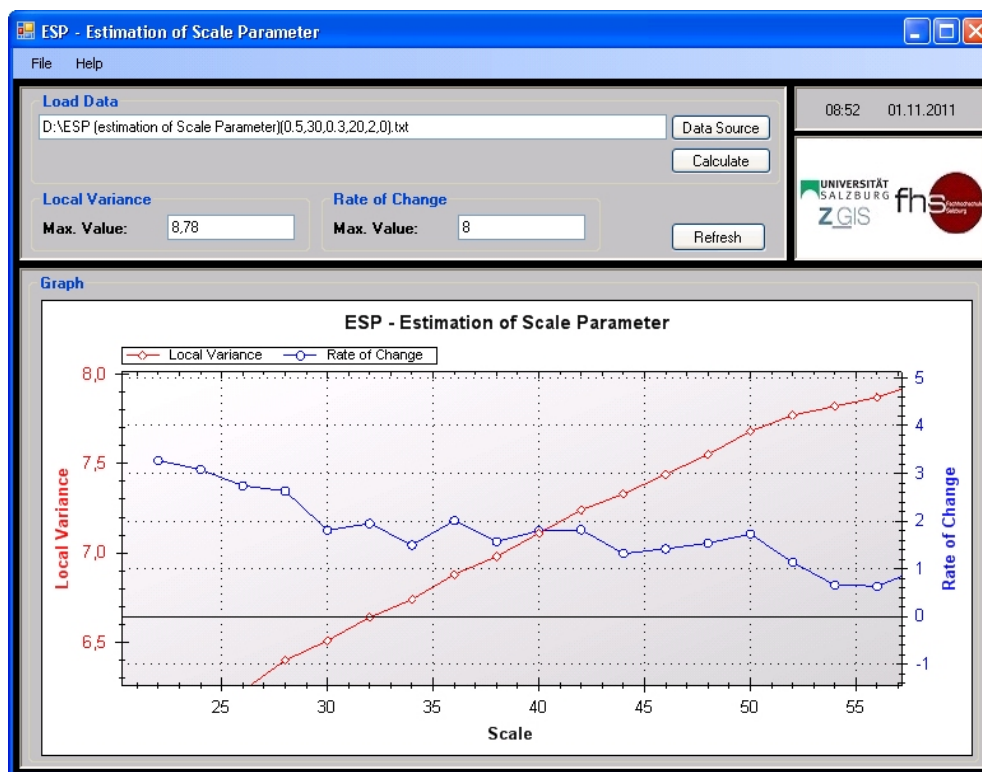 ESP - Estimation of Scale Parameter
File Help
Load Data
D:\ESP (estimation of Scale Parameter)(0.5,30,0.3,20,2,0).txt
Data Source
Calculate
08:52 01.11.2011
Local Variance
Max. Value: 8,78
Rate of Change
Max. Value: 8
Refresh
UNIVERSITÄT
SALZBURG
Z_GIS
fhs
Fachhochschule
Salzburg
Graph
ESP - Estimation of Scale Parameter
Local Variance Rate of Change
8,0
7,5
7,0
6,5
Local Variance
5
4
3
2
1
0
-1
Rate of Change
25 30 35 40 45 50 55
Scale